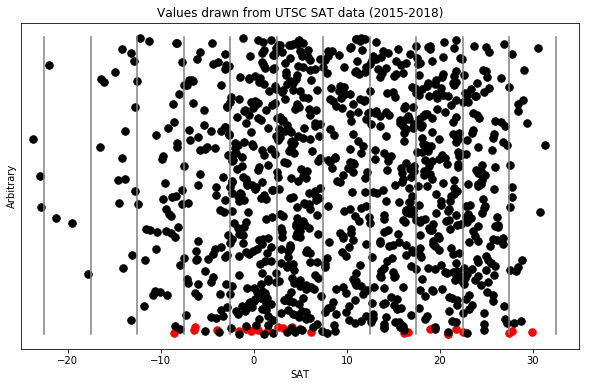 Values drawn from UTSC SAT data (2015-2018)
Arbitrary
−20 −10 0 10 20 30
SAT